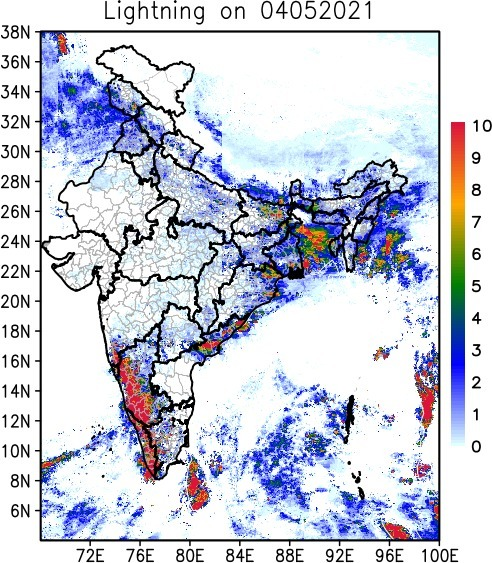 Lightning on 04052021
38N
36N
34N
32N
30N
28N
26N
24N
22N
20N
18N
16N
14N
12N
10N
8N
6N
72E 76E 80E 84E 88E 92E 96E 100E
10
9
8
7
6
5
4
3
2
1
0